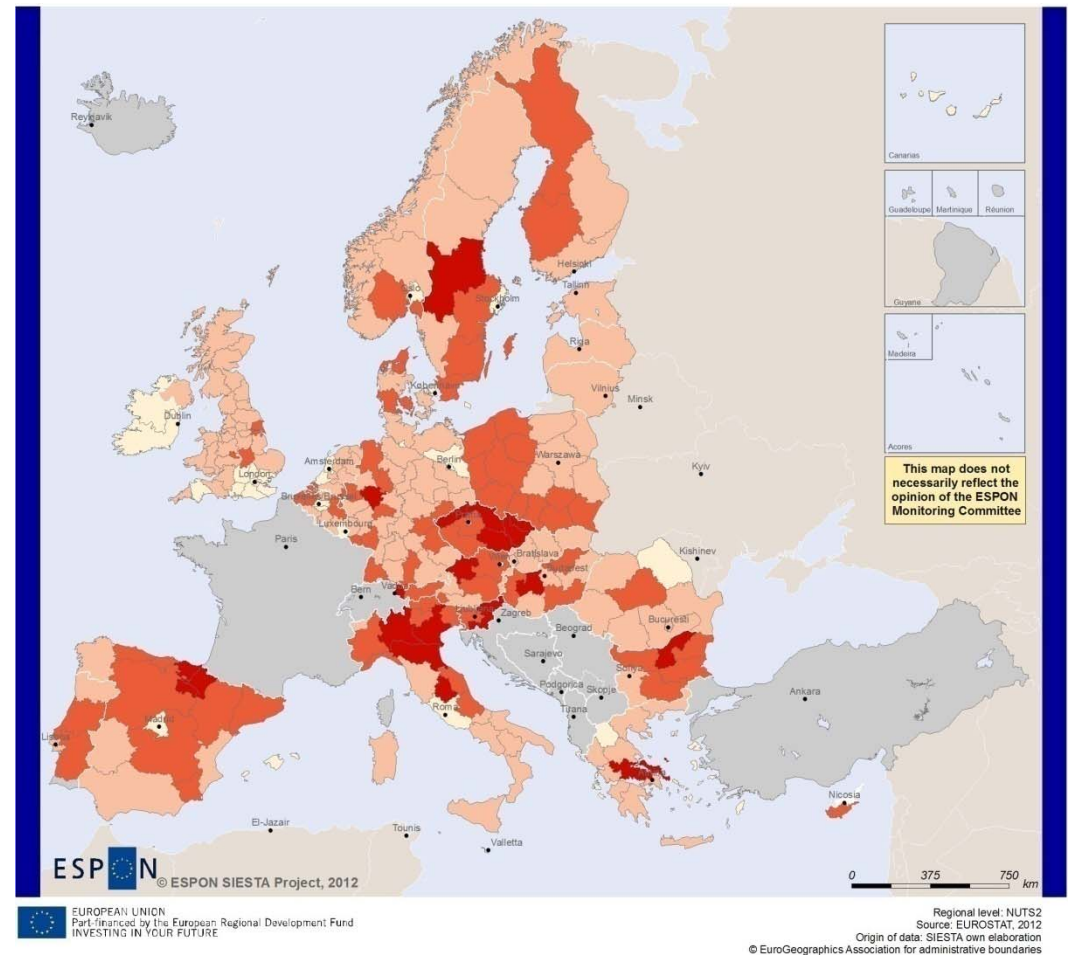 Reykjavik
Canarias
Guadeloupe
Martinique
Réunion
Guyane
Madeira
Acores
This map does not
necessarily reflect the
opinion of the ESPON
Monitoring Committee
Helsinki
Tallinn
Stockholm
Riga
Vilnius
Minsk
København
Dublin
London
Amsterdam
Berlin
Warszawa
Kyiv
Luxembourg
Paris
Bratislava
Budapest
Kishinev
Bern
Zagreb
Beograd
Bucuresti
Sarajevo
Podgorica
Skopje
Tirana
Ankara
Roma
Madrid
Lisboa
Nicosia
El-Jazair
Tounis
Valletta
ESPON
© ESPON SIESTA Project, 2012
0 375 750
km
EUROPEAN UNION
Part-financed by the European Regional Development Fund
INVESTING IN YOUR FUTURE
Regional level: NUTS2
Source: EUROSTAT, 2012
Origin of data: SIESTA own elaboration
© EuroGeographics Association for administrative boundaries